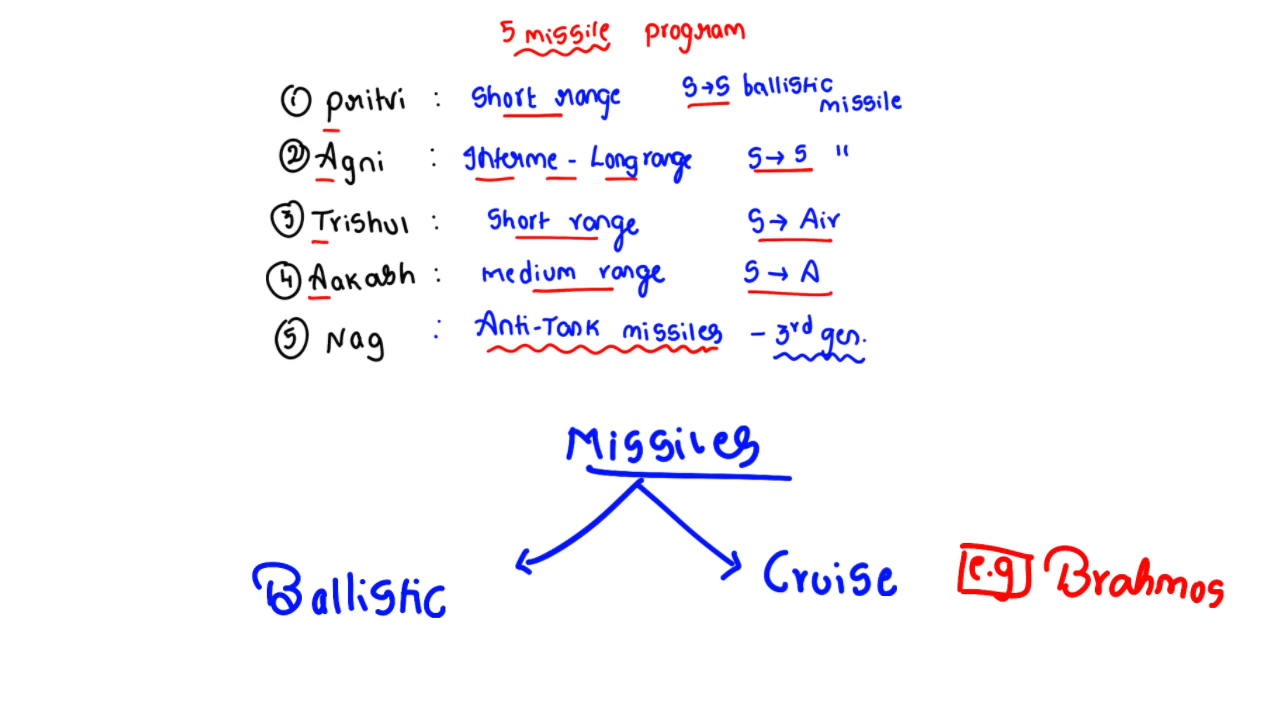 5 missile program
① pritvi : Short range S→S ballistic missile
② Agni : Interme - Long range S→S "
③ Trishul : Short range S→ Air
④ Aakash : medium range S→ A
⑤ Nag : Anti-Tank missiles - 3rd gen.
Missiles
Ballistic Cruise e.g Brahmos